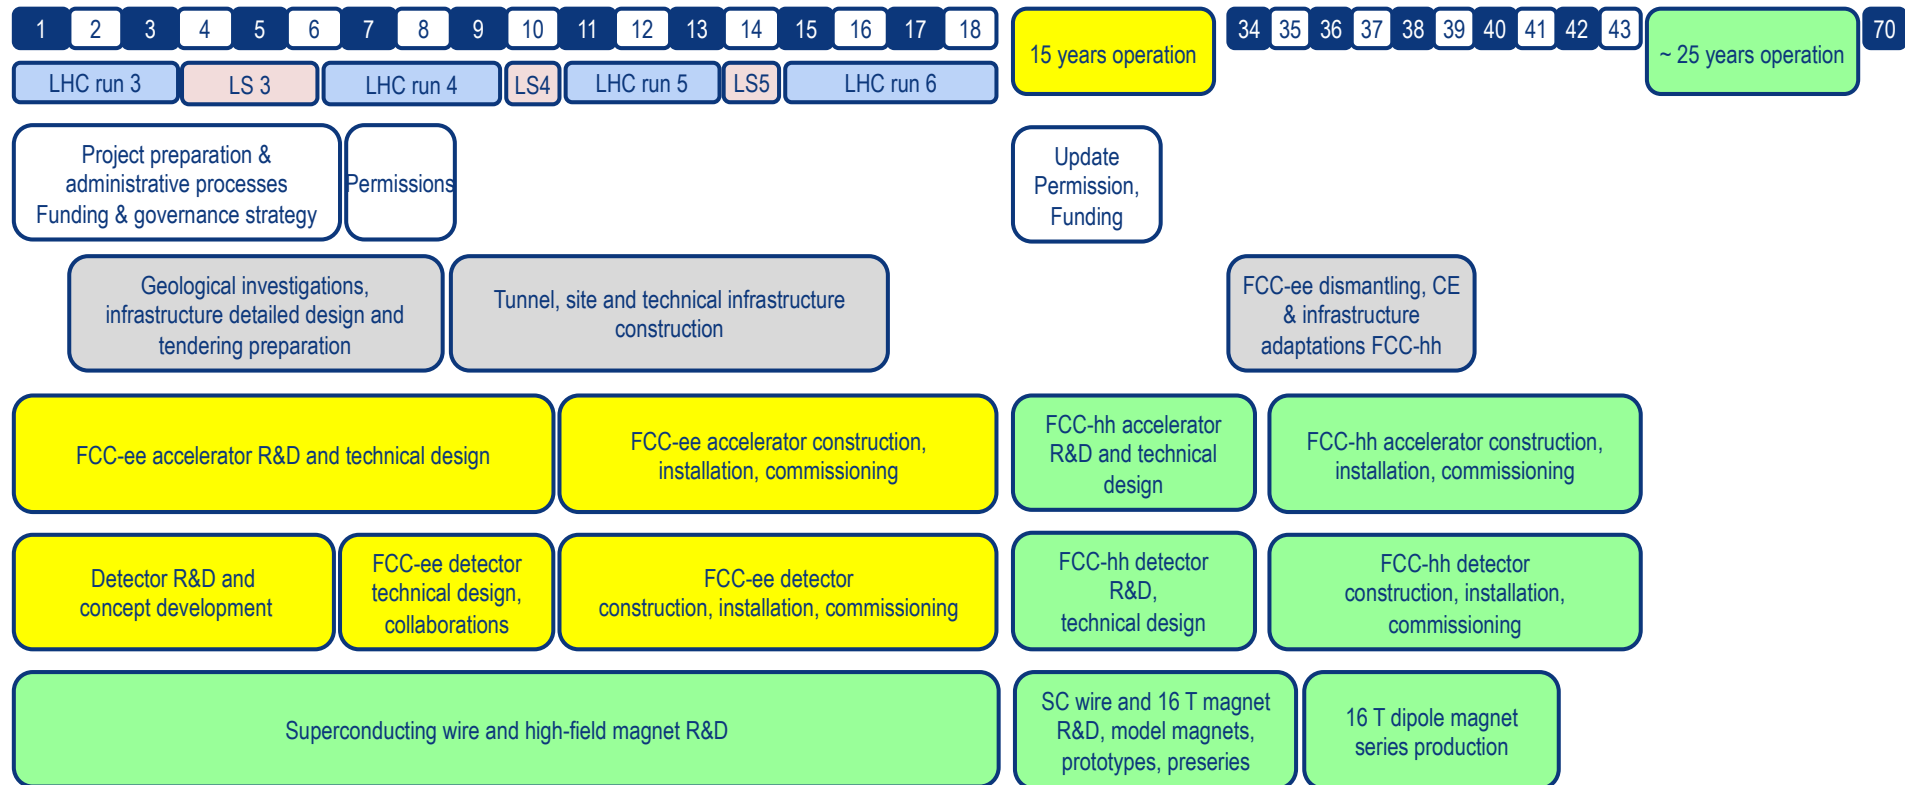 1 2 3 4 5 6 7 8 9 10 11 12 13 14 15 16 17 18
15 years operation
34 35 36 37 38 39 40 41 42 43
~ 25 years operation
70
LHC run 3
LS 3
LHC run 4
LS4
LHC run 5
LS5
LHC run 6
Project preparation &
administrative processes
Funding & governance strategy
Permissions
Update
Permission,
Funding
Geological investigations,
infrastructure detailed design and
tendering preparation
Tunnel, site and technical infrastructure
construction
FCC-ee dismantling, CE
& infrastructure
adaptations FCC-hh
FCC-ee accelerator R&D and technical design
FCC-ee accelerator construction,
installation, commissioning
FCC-hh accelerator
R&D and technical
design
FCC-hh accelerator construction,
installation, commissioning
Detector R&D and
concept development
FCC-ee detector
technical design,
collaborations
FCC-ee detector
construction, installation, commissioning
FCC-hh detector
R&D,
technical design
FCC-hh detector
construction, installation,
commissioning
Superconducting wire and high-field magnet R&D
SC wire and 16 T magnet
R&D, model magnets,
prototypes, preseries
16 T dipole magnet
series production